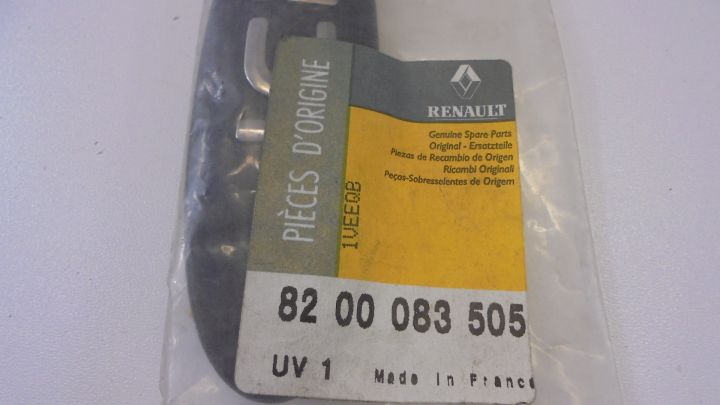 PIÈCES D'ORIGINE
RENAULT
Genuine Spare Parts
Original - Ersatzteile
Piezas de Recambio de Origen
Ricambi Originali
Peças-Sobresselentes de Origem
1VEEQB
82 00 083 505
UV 1 Made In France